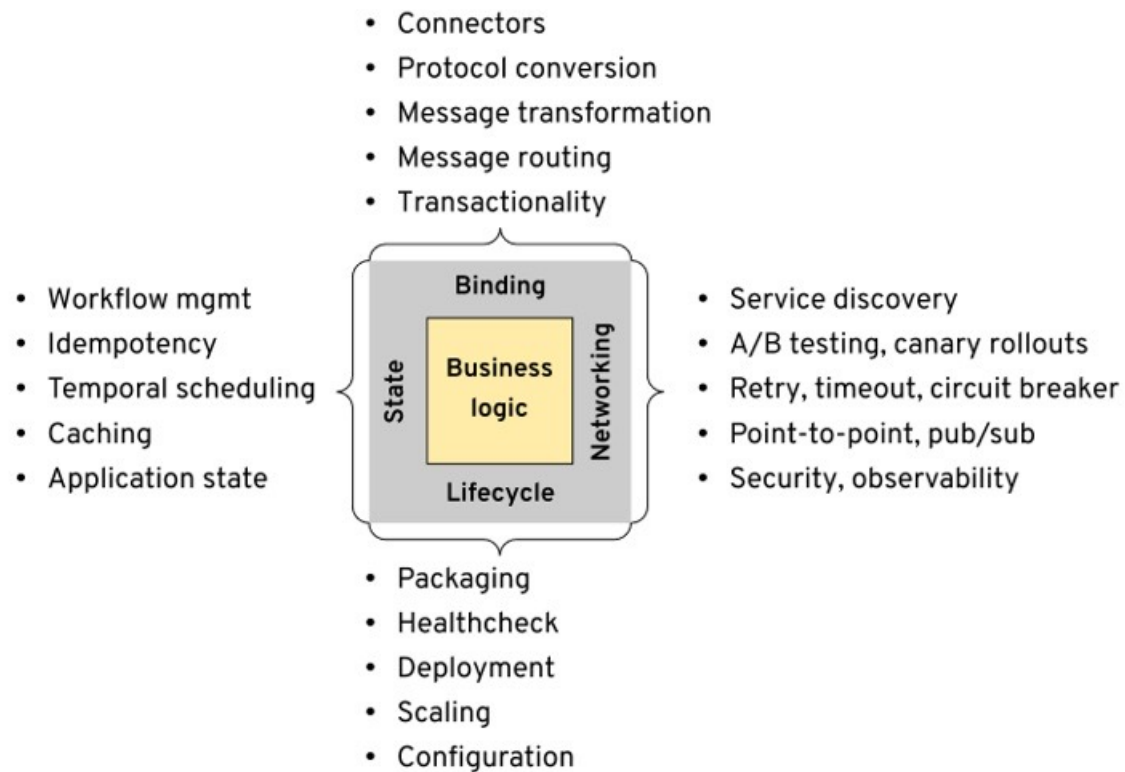 • Connectors
• Protocol conversion
• Message transformation
• Message routing
• Transactionality
• Workflow mgmt
• Idempotency
• Temporal scheduling
• Caching
• Application state
Binding
State
Business
logic
Networking
Lifecycle
• Service discovery
• A/B testing, canary rollouts
• Retry, timeout, circuit breaker
• Point-to-point, pub/sub
• Security, observability
• Packaging
• Healthcheck
• Deployment
• Scaling
• Configuration